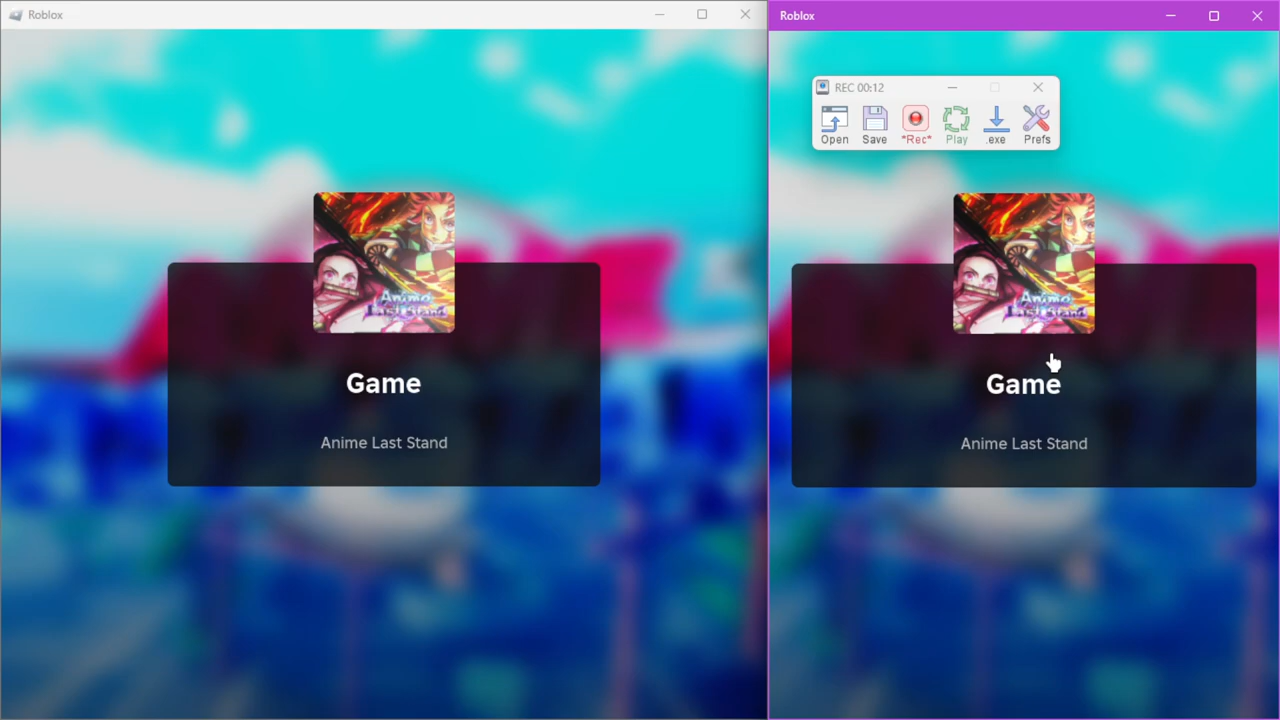 Roblox
Anime
Last Stand
Game
Anime Last Stand
Roblox
REC 00:12
Open
Save
*Rec*
Play
.exe
Prefs
Anime
Last Stand
Game
Anime Last Stand